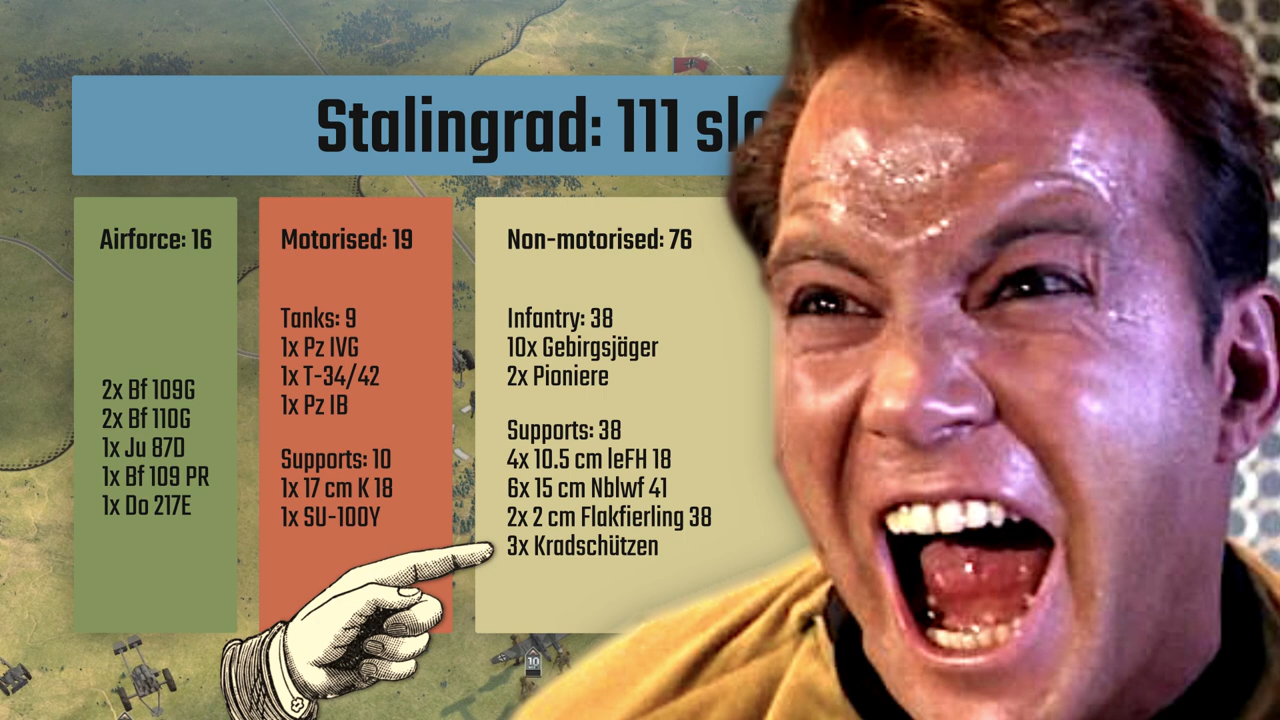 Stalingrad: 111
Airforce: 16
2x Bf 109G
2x Bf 110G
1x Ju 87D
1x Bf 109 PR
1x Do 217E
Motorised: 19
Tanks: 9
1x Pz IVG
1x T-34/42
1x Pz IB
Supports: 10
1x 17 cm K 18
1x SU-100Y
Non-motorised: 76
Infantry: 38
10x Gebirgsjäger
2x Pioniere
Supports: 38
4x 10.5 cm leFH 18
6x 15 cm Nblwf 41
2x 2 cm Flakfierling 38
3x Kradschützen
10